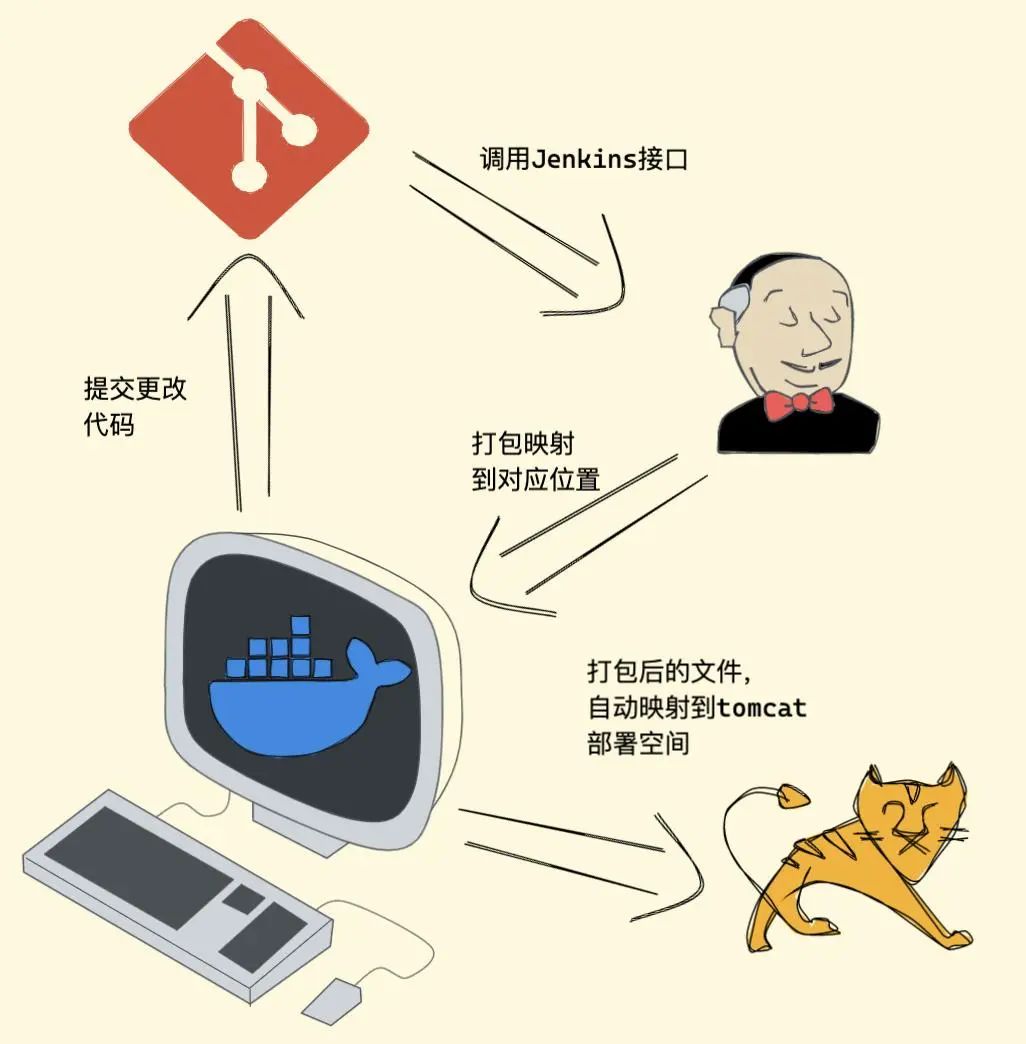 调用Jenkins接口
提交更改
代码
打包映射
到对应位置
打包后的文件，
自动映射到tomcat
部署空间